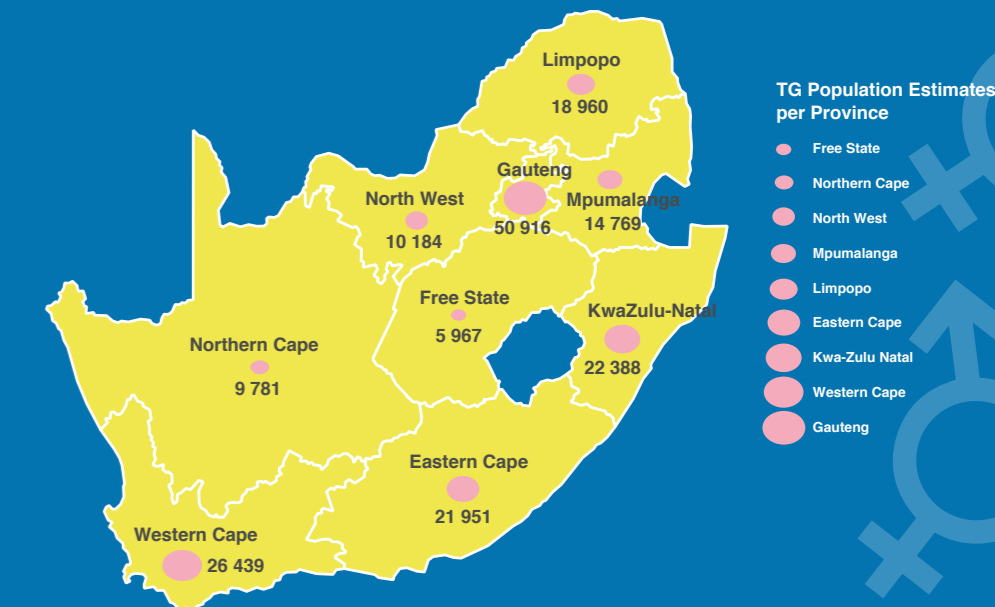 Limpopo
18 960
Gauteng
50 916
Mpumalanga
14 769
North West
10 184
Free State
5 967
KwaZulu-Natal
22 388
Northern Cape
9 781
Eastern Cape
21 951
Western Cape
26 439
TG Population Estimates
per Province
Free State
Northern Cape
North West
Mpumalanga
Limpopo
Eastern Cape
Kwa-Zulu Natal
Western Cape
Gauteng